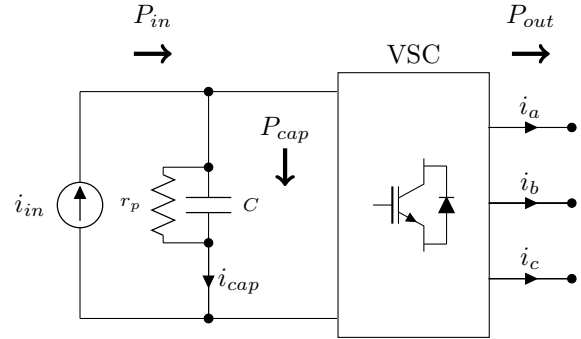 P_in
P_out
VSC
P_cap
i_a
i_in
r_p
C
i_b
i_cap
i_c